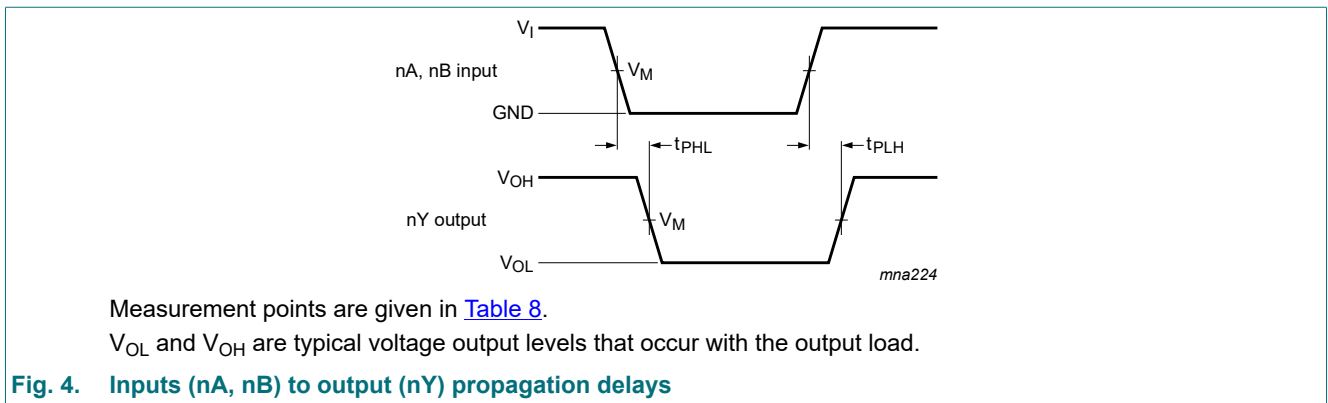 VI
nA, nB input
VM
GND
tPHL
tPLH
VOH
nY output
VM
VOL
mna224
Measurement points are given in Table 8.
VOL and VOH are typical voltage output levels that occur with the output load.
Fig. 4. Inputs (nA, nB) to output (nY) propagation delays